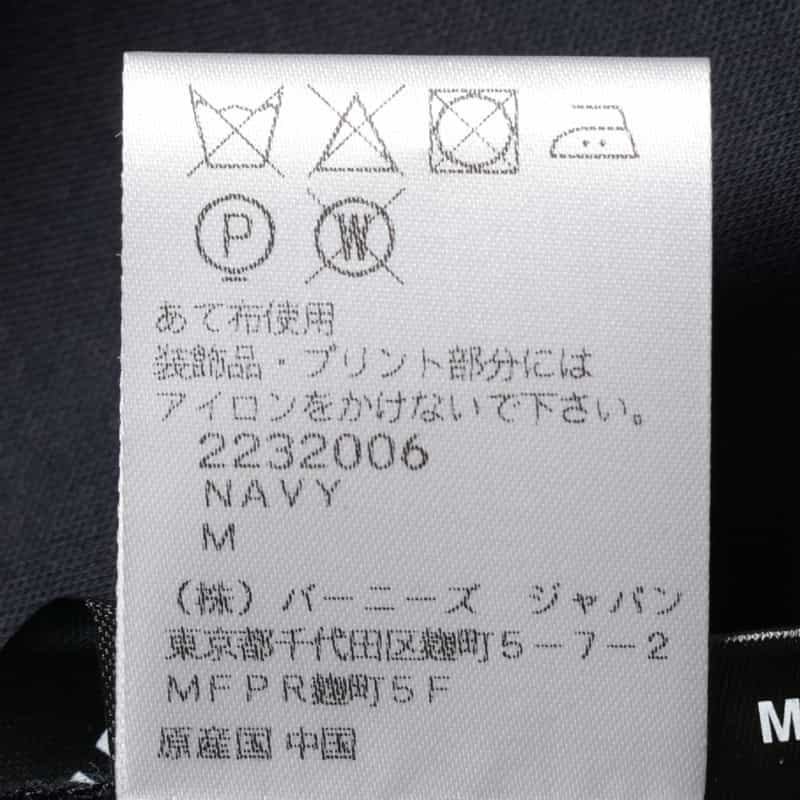 P W
あて布使用
装飾品・プリント部分には
アイロンをかけないで下さい。
2232006
NAVY
M
(株)バーニーズ ジャパン
東京都千代田区麹町5-7-2
MFPR麹町5F
原産国 中国
M